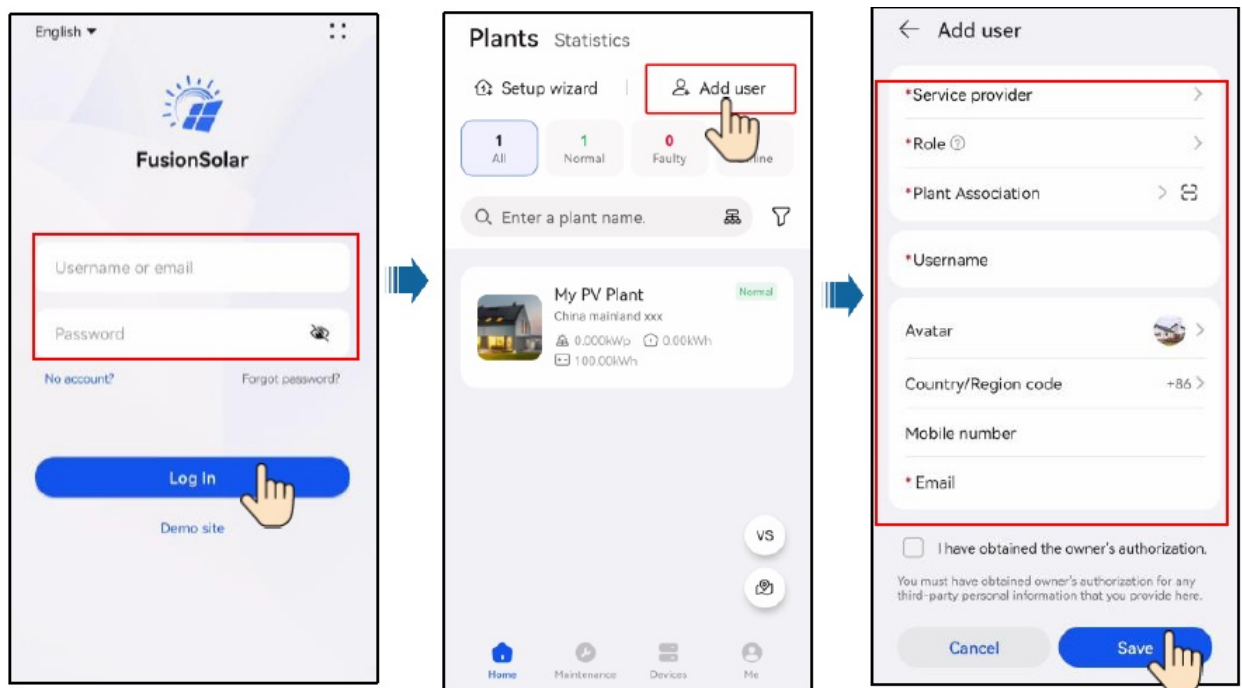 English
FusionSolar
Username or email
Password
No account? Forgot password?
Log In
Demo site
Plants Statistics
Setup wizard Add user
1 1 0
All Normal Faulty
Enter a plant name.
My PV Plant Normal
China mainland xxx
0.000kWp 0.00kWh
100.00kWh
VS
Home Maintenance Devices Me
Add user
*Service provider
*Role
*Plant Association
*Username
Avatar
Country/Region code +86
Mobile number
* Email
I have obtained the owner's authorization.
You must have obtained owner's authorization for any
third-party personal information that you provide here.
Cancel Save